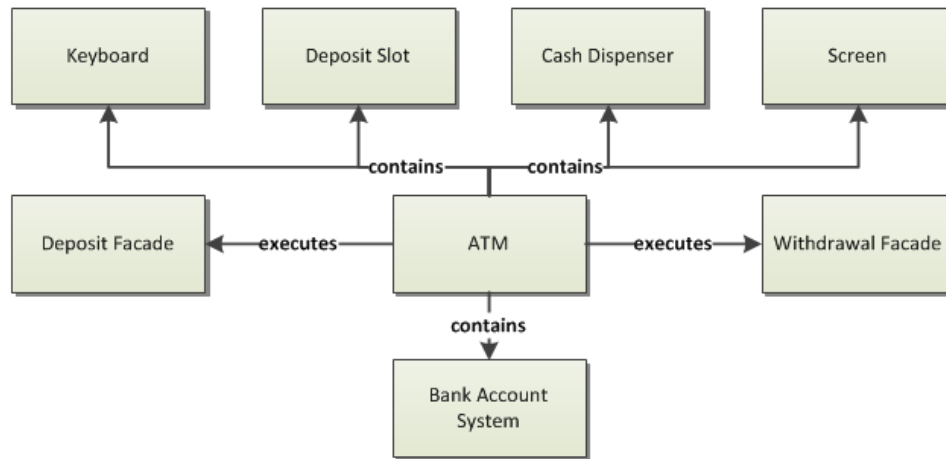 Keyboard
Deposit Slot
Cash Dispenser
Screen
contains
contains
Deposit Facade
executes
ATM
executes
Withdrawal Facade
contains
Bank Account
System